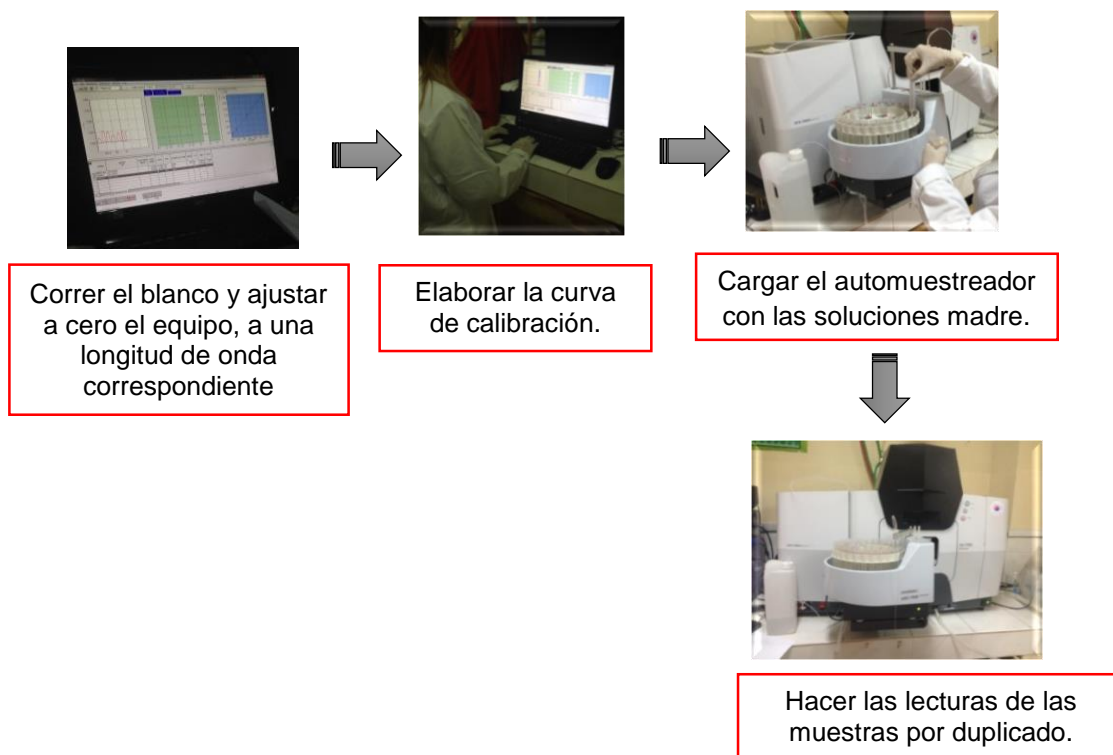 Correr el blanco y ajustar
a cero el equipo, a una
longitud de onda
correspondiente
Elaborar la curva
de calibración.
Cargar el automuestreador
con las soluciones madre.
Hacer las lecturas de las
muestras por duplicado.